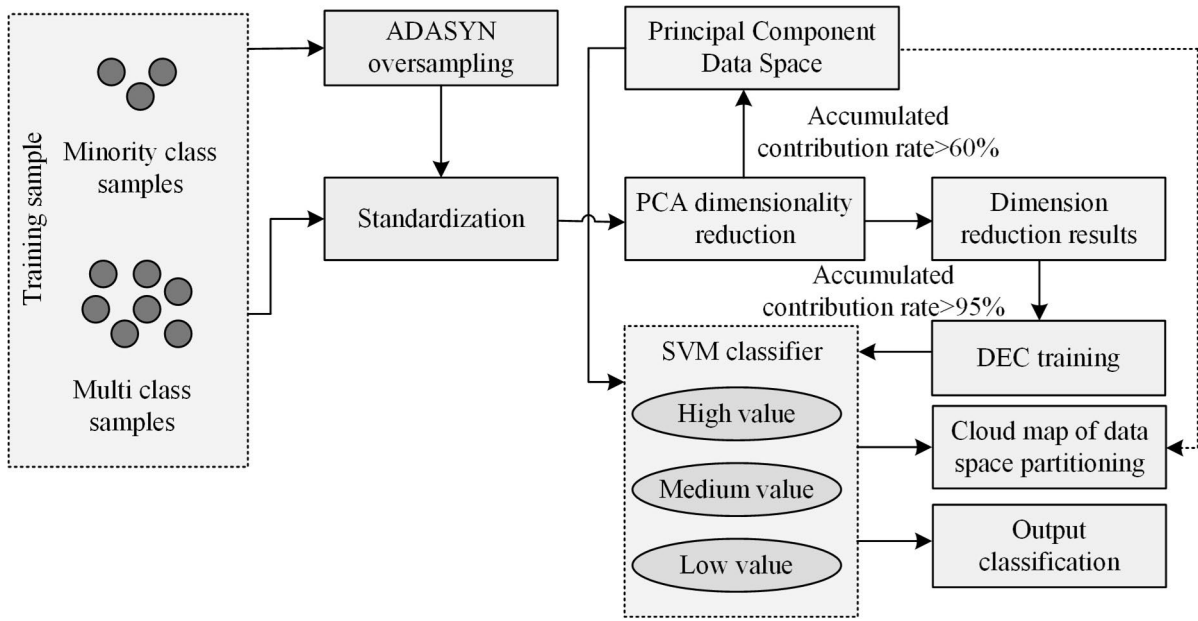 Training sample
Minority class
samples
Multi class
samples
ADASYN
oversampling
Standardization
Principal Component
Data Space
Accumulated
contribution rate>60%
PCA dimensionality
reduction
Dimension
reduction results
Accumulated
contribution rate>95%
DEC training
SVM classifier
High value
Medium value
Low value
Cloud map of data
space partitioning
Output
classification